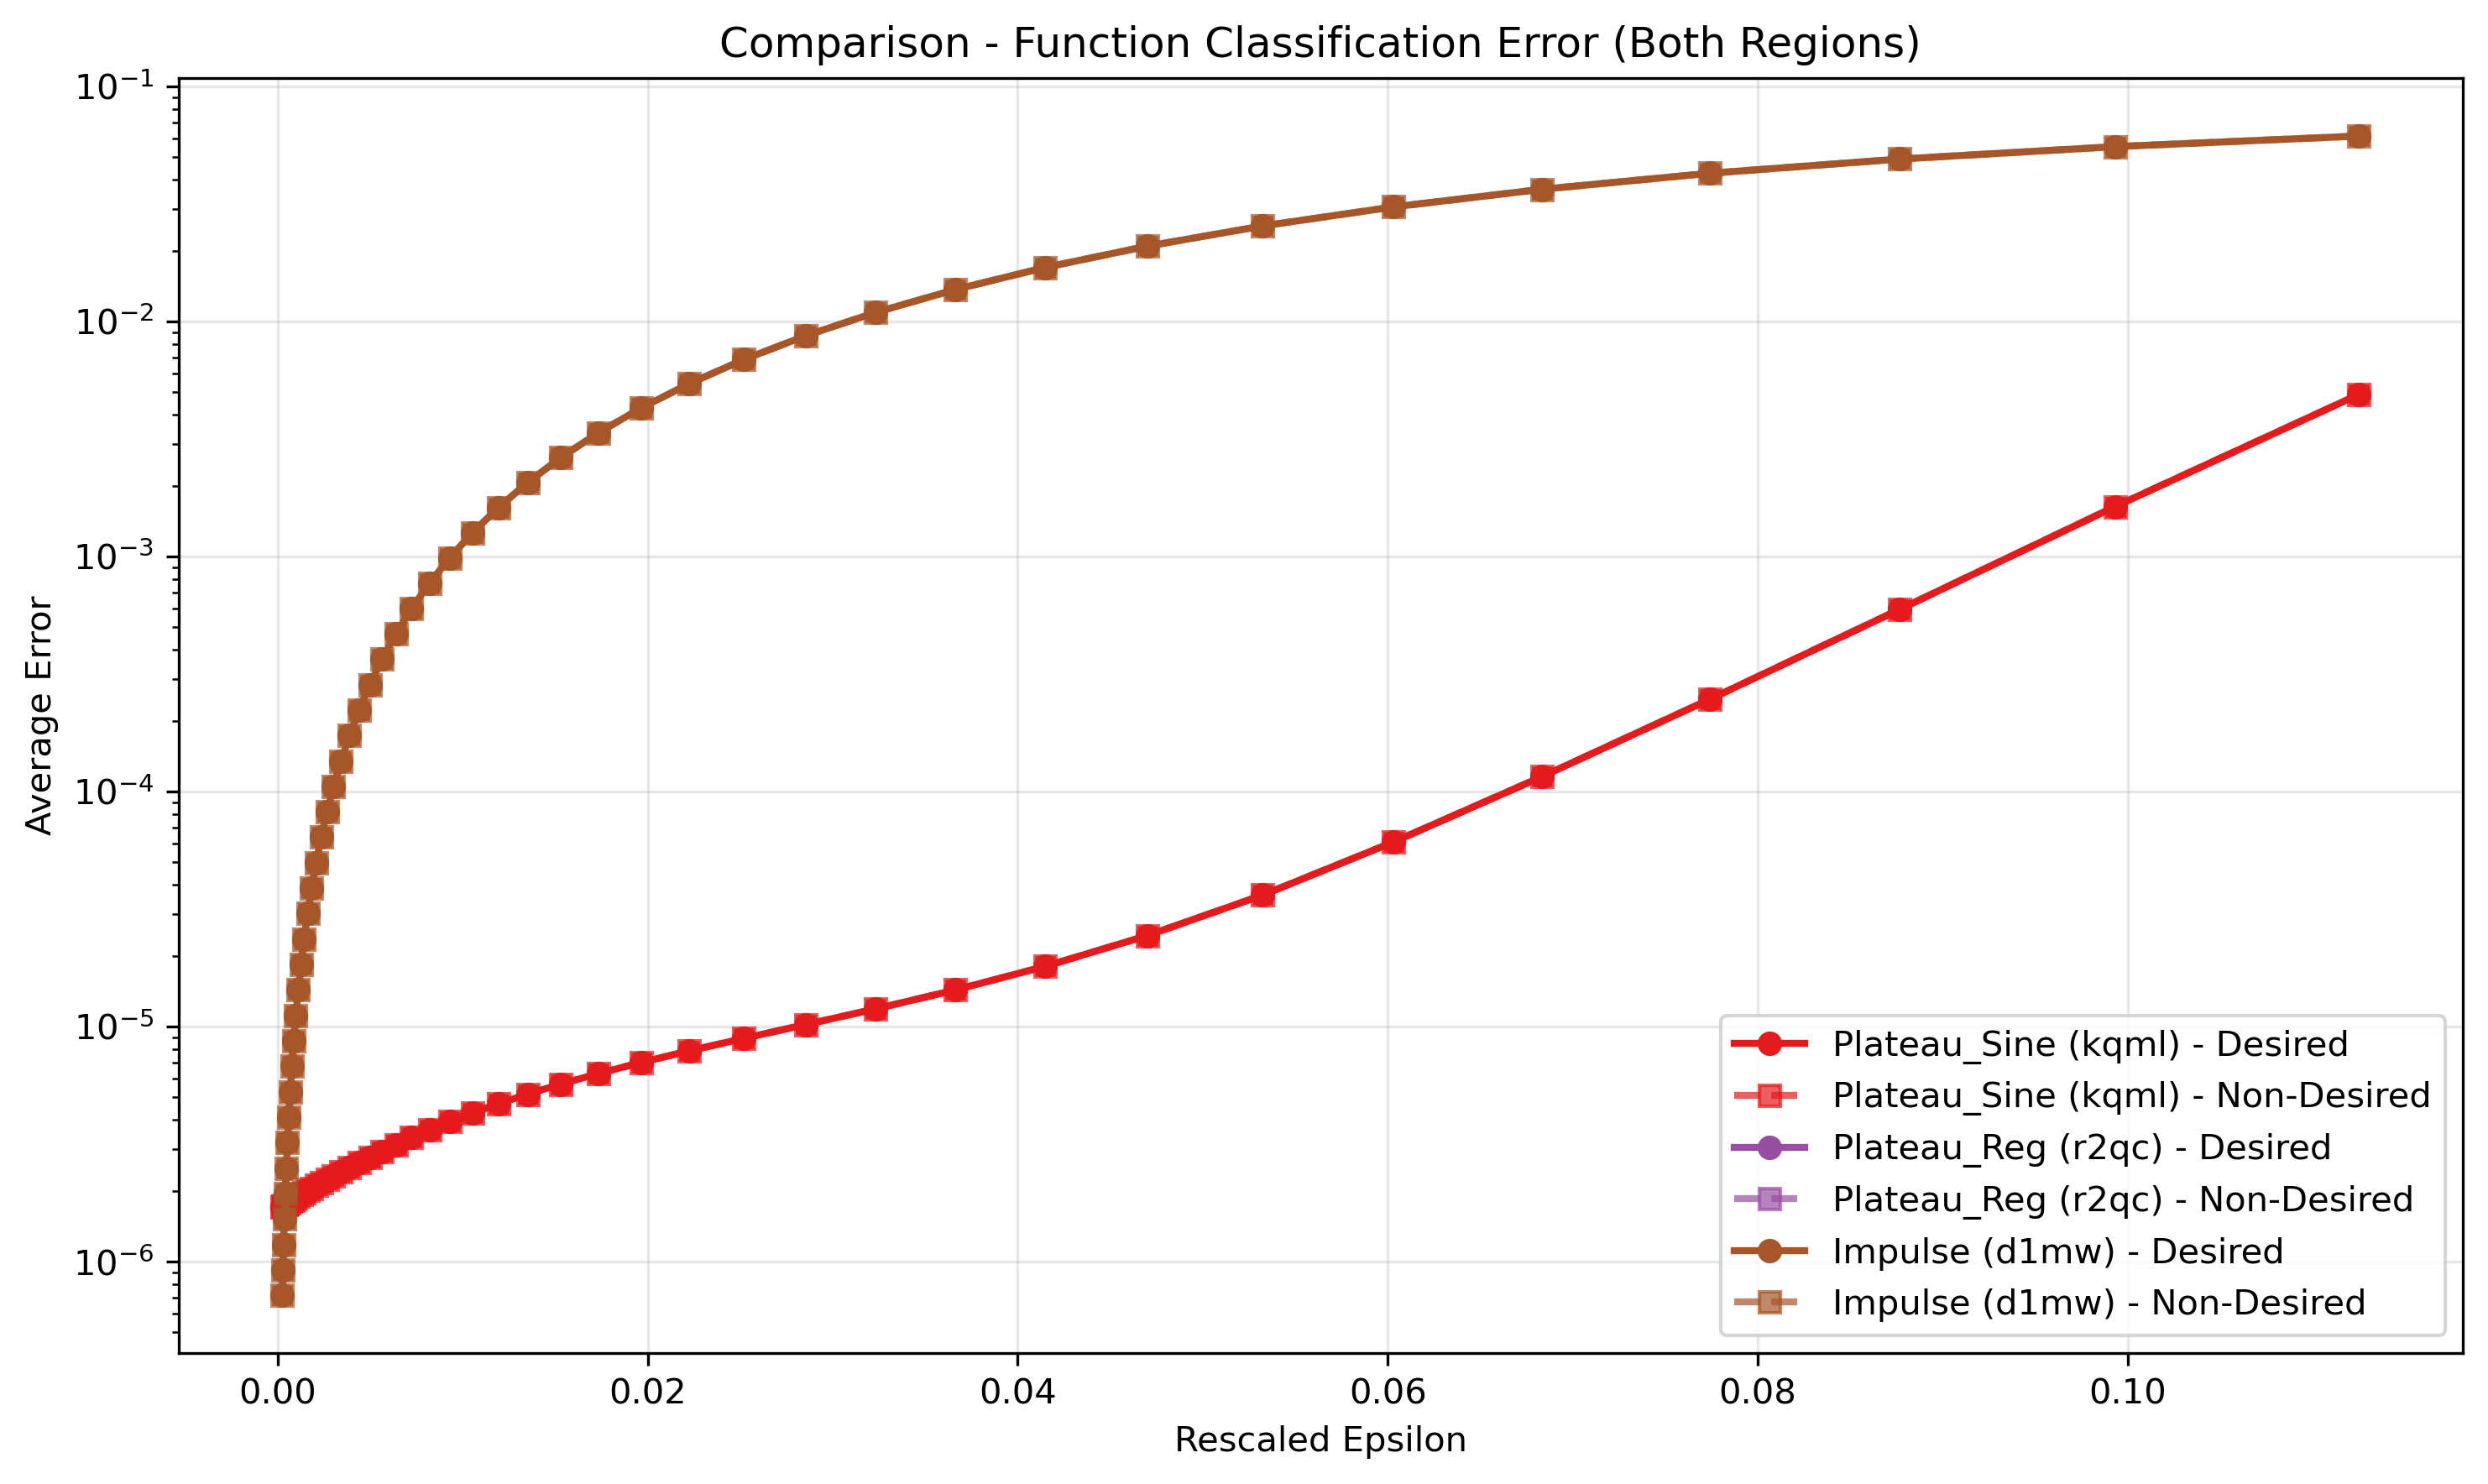 Comparison - Function Classification Error (Both Regions)
Average Error
10⁻¹
10⁻²
10⁻³
10⁻⁴
10⁻⁵
10⁻⁶
Plateau_Sine (kqml) - Desired
Plateau_Sine (kqml) - Non-Desired
Plateau_Reg (r2qc) - Desired
Plateau_Reg (r2qc) - Non-Desired
Impulse (d1mw) - Desired
Impulse (d1mw) - Non-Desired
0.00 0.02 0.04 0.06 0.08 0.10
Rescaled Epsilon